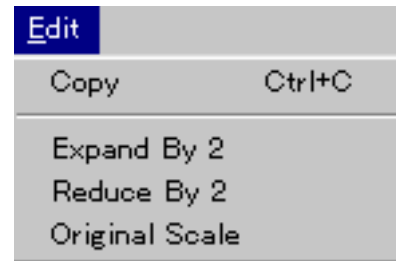 Edit
Copy Ctrl+C
Expand By 2
Reduce By 2
Original Scale